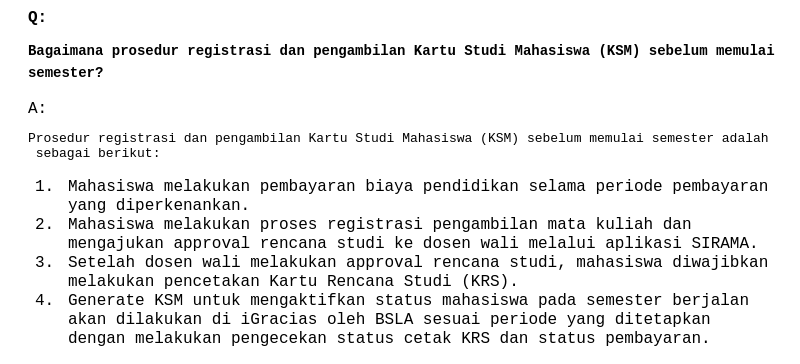 Q:
Bagaimana prosedur registrasi dan pengambilan Kartu Studi Mahasiswa (KSM) sebelum memulai
semester?
A:
Prosedur registrasi dan pengambilan Kartu Studi Mahasiswa (KSM) sebelum memulai semester adalah
sebagai berikut:
1. Mahasiswa melakukan pembayaran biaya pendidikan selama periode pembayaran
yang diperkenankan.
2. Mahasiswa melakukan proses registrasi pengambilan mata kuliah dan
mengajukan approval rencana studi ke dosen wali melalui aplikasi SIRAMA.
3. Setelah dosen wali melakukan approval rencana studi, mahasiswa diwajibkan
melakukan pencetakan Kartu Rencana Studi (KRS).
4. Generate KSM untuk mengaktifkan status mahasiswa pada semester berjalan
akan dilakukan di iGracias oleh BSLA sesuai periode yang ditetapkan
dengan melakukan pengecekan status cetak KRS dan status pembayaran.